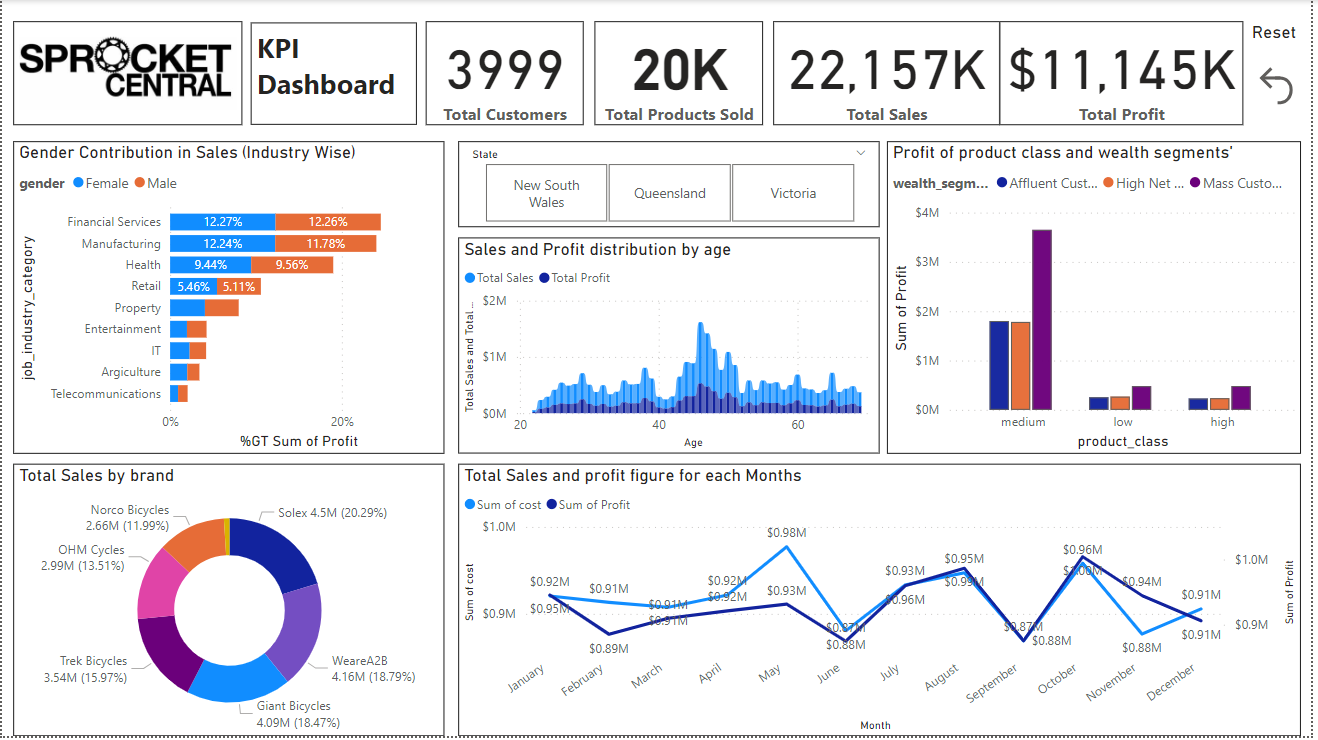 SPROCKET
CENTRAL
KPI
Dashboard
3999
Total Customers
20K
Total Products Sold
22,157K
Total Sales
$11,145K
Total Profit
Reset
Gender Contribution in Sales (Industry Wise)
gender Female Male
job_industry_category
Financial Services 12.27% 12.26%
Manufacturing 12.24% 11.78%
Health 9.44% 9.56%
Retail 5.46% 5.11%
Property
Entertainment
IT
Argiculture
Telecommunications
0% 20%
%GT Sum of Profit
State
New South
Wales
Queensland
Victoria
Sales and Profit distribution by age
Total Sales Total Profit
Total Sales and Total ...
$2M
$1M
$0M
20 40 60
Age
Profit of product class and wealth segments'
wealth_segm... Affluent Cust... High Net ... Mass Custo...
Sum of Profit
$4M
$3M
$2M
$1M
$0M
medium low high
product_class
Total Sales by brand
Solex 4.5M (20.29%)
WeareA2B
4.16M (18.79%)
Giant Bicycles
4.09M (18.47%)
Trek Bicycles
3.54M (15.97%)
OHM Cycles
2.99M (13.51%)
Norco Bicycles
2.66M (11.99%)
Total Sales and profit figure for each Months
Sum of cost Sum of Profit
Sum of cost
$1.0M
$0.9M
$0.92M $0.91M $0.91M $0.92M $0.98M $0.87M $0.93M $0.95M $0.87M $0.96M $0.94M $0.91M
$0.95M $0.89M $0.91M $0.92M $0.93M $0.88M $0.96M $0.99M $0.88M $1.00M $0.88M $0.91M
$1.0M
$0.9M
Sum of Profit
January February March April May June July August September October November December
Month